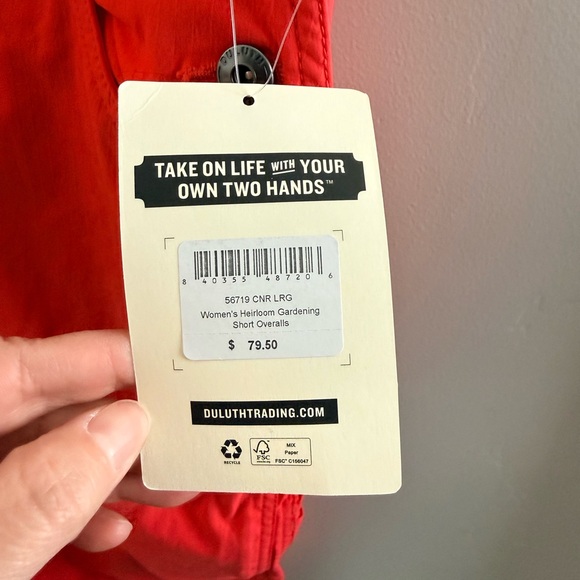 DULUTH
TAKE ON LIFE WITH YOUR
OWN TWO HANDS™
8 40355 48720 6
56719 CNR LRG
Women's Heirloom Gardening
Short Overalls
$ 79.50
DULUTHTRADING.COM
RECYCLE
FSC
MIX
Paper
FSC® C156047